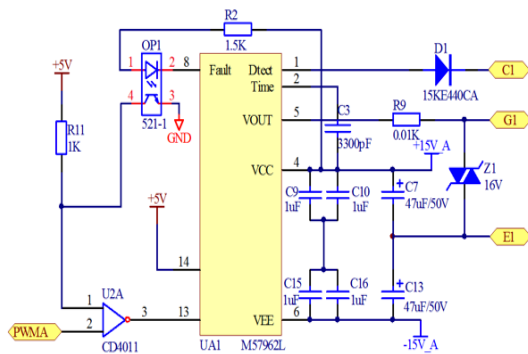 R2
1.5K
OP1
1
2
8
Fault
Dtect
1
D1
C1
15KE440CA
+5V
4
3
521-1
GND
Time
2
C3
3300pF
R11
1K
VOUT
5
R9
0.01K
G1
+15V_A
VCC
4
Z1
16V
C9
1uF
C10
1uF
C7
47uF/50V
+5V
14
E1
C15
1uF
C16
1uF
C13
47uF/50V
U2A
1
2
3
13
PWMA
CD4011
VEE
6
UA1
M57962L
-15V_A